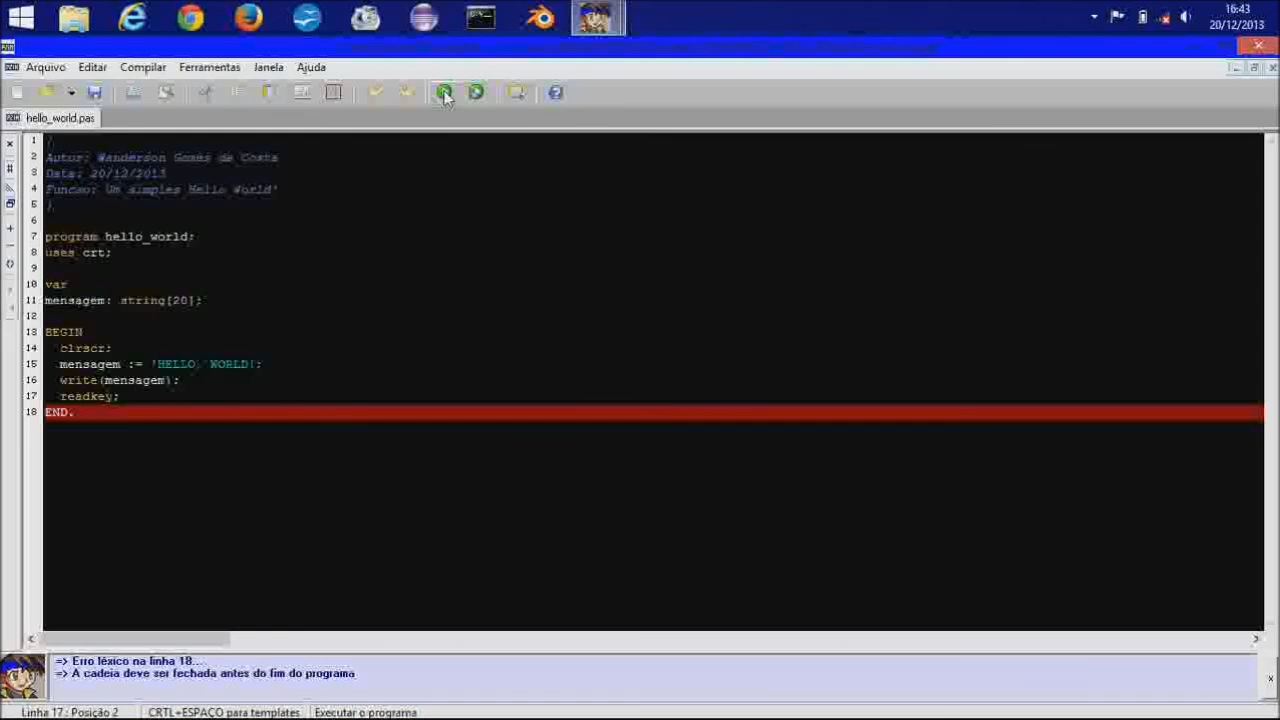 16:43
20/12/2013
Arquivo Editar Compilar Ferramentas Janela Ajuda
hello_world.pas
1 {
2 Autor: Wanderson Gomes de Costa
3 Data: 20/12/2013
4 Funcao: Um simples Hello World'
5 }
6
7 program hello_world;
8 uses crt;
9
10 var
11 mensagem: string[20];
12
13 BEGIN
14 clrscr;
15 mensagem := 'HELLO, WORLD!;
16 write(mensagem);
17 readkey;
18 END.
=> Erro léxico na linha 18...
=> A cadeia deve ser fechada antes do fim do programa
Linha 17 : Posição 2 CRTL+ESPAÇO para templates Executar o programa